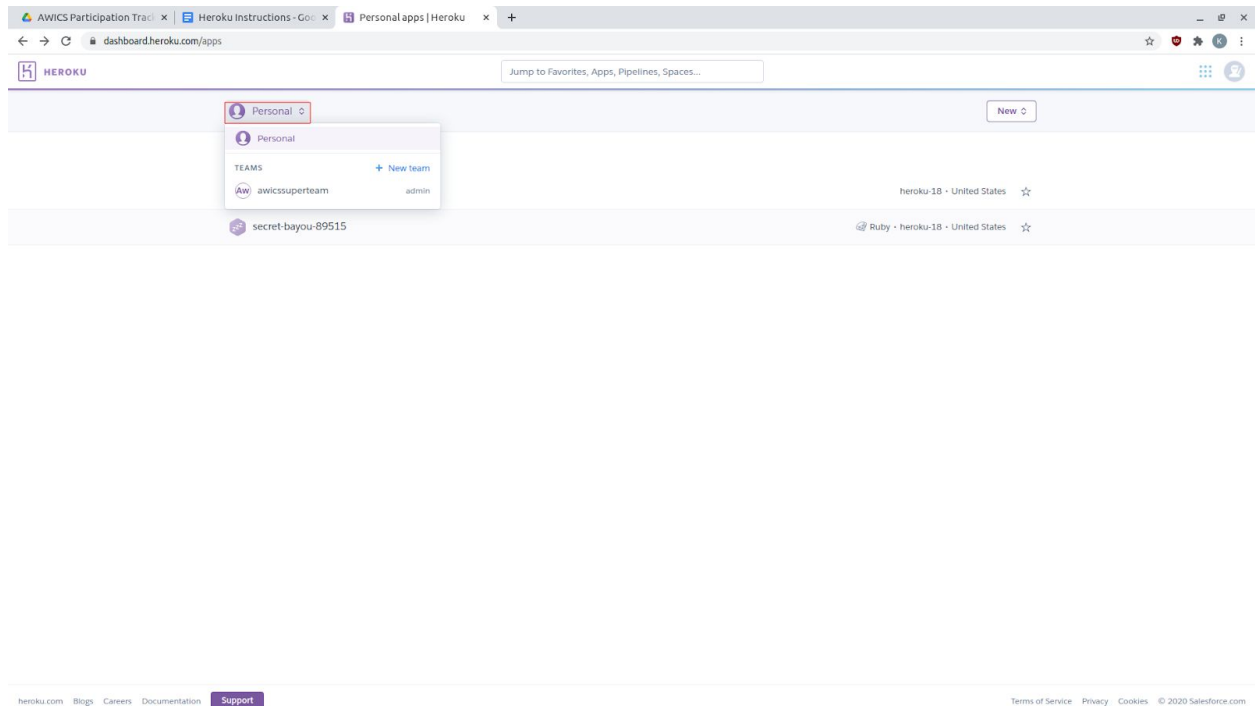 AWICS Participation Trac
Heroku Instructions - Goo
Personal apps | Heroku
dashboard.heroku.com/apps
K
HEROKU
Jump to Favorites, Apps, Pipelines, Spaces...
Personal
New
Personal
TEAMS
+ New team
Aw awicssuperteam admin
heroku-18 · United States
secret-bayou-89515
Ruby · heroku-18 · United States
heroku.com Blogs Careers Documentation Support
Terms of Service Privacy Cookies © 2020 Salesforce.com